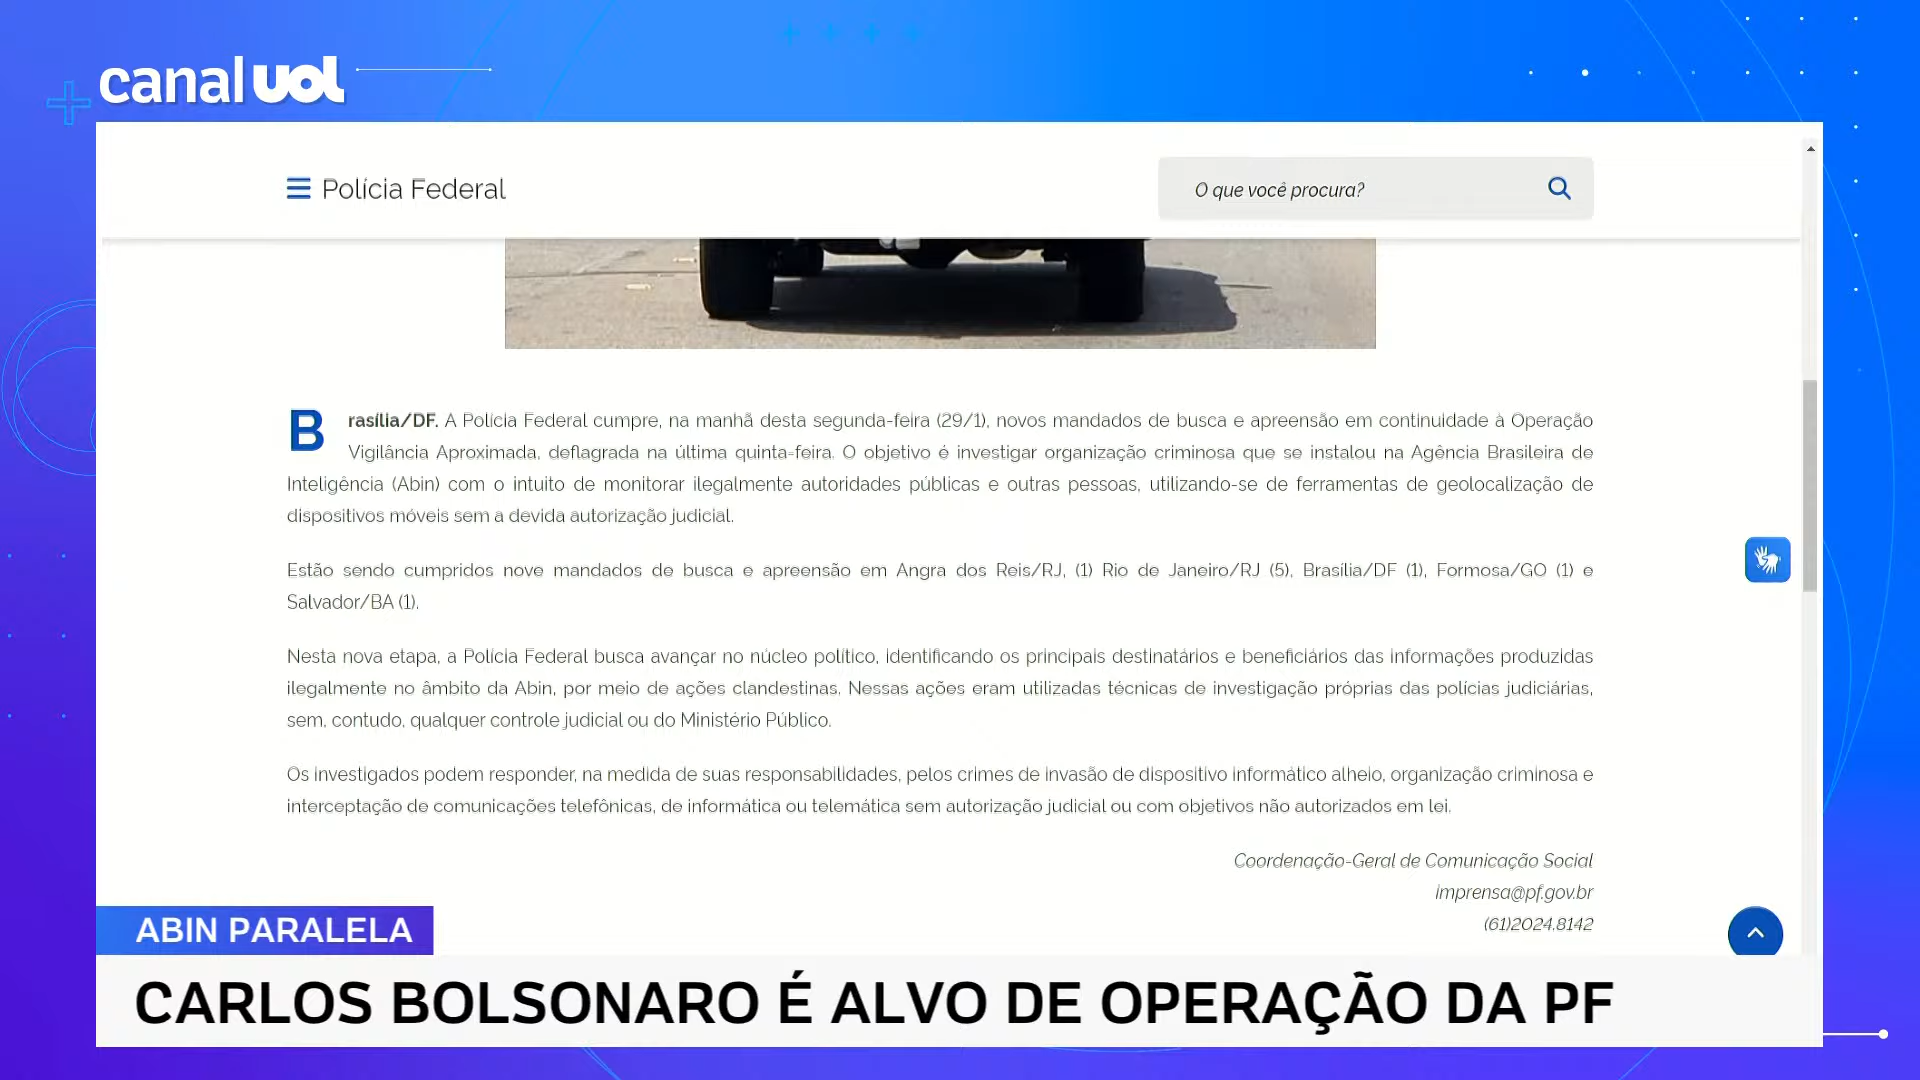 canal uol
Polícia Federal
O que você procura?
Brasília/DF. A Polícia Federal cumpre, na manhã desta segunda-feira (29/1), novos mandados de busca e apreensão em continuidade à Operação
Vigilância Aproximada, deflagrada na última quinta-feira. O objetivo é investigar organização criminosa que se instalou na Agência Brasileira de
Inteligência (Abin) com o intuito de monitorar ilegalmente autoridades públicas e outras pessoas, utilizando-se de ferramentas de geolocalização de
dispositivos móveis sem a devida autorização judicial.
Estão sendo cumpridos nove mandados de busca e apreensão em Angra dos Reis/RJ, (1) Rio de Janeiro/RJ (5), Brasília/DF (1), Formosa/GO (1) e
Salvador/BA (1).
Nesta nova etapa, a Polícia Federal busca avançar no núcleo político, identificando os principais destinatários e beneficiários das informações produzidas
ilegalmente no âmbito da Abin, por meio de ações clandestinas. Nessas ações eram utilizadas técnicas de investigação próprias das polícias judiciárias,
sem, contudo, qualquer controle judicial ou do Ministério Público.
Os investigados podem responder, na medida de suas responsabilidades, pelos crimes de invasão de dispositivo informático alheio, organização criminosa e
interceptação de comunicações telefônicas, de informática ou telemática sem autorização judicial ou com objetivos não autorizados em lei.
Coordenação-Geral de Comunicação Social
imprensa@pf.gov.br
(61)2024.8142
ABIN PARALELA
CARLOS BOLSONARO É ALVO DE OPERAÇÃO DA PF